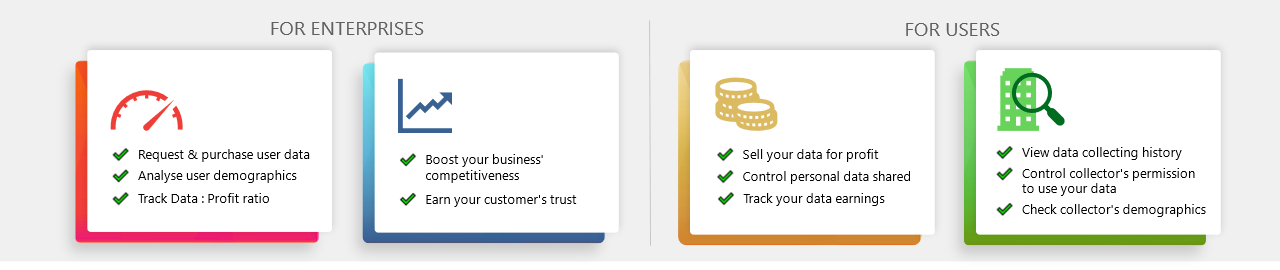 FOR ENTERPRISES
Request & purchase user data
Analyse user demographics
Track Data : Profit ratio
Boost your business'
competitiveness
Earn your customer's trust
FOR USERS
Sell your data for profit
Control personal data shared
Track your data earnings
View data collecting history
Control collector's permission
to use your data
Check collector's demographics